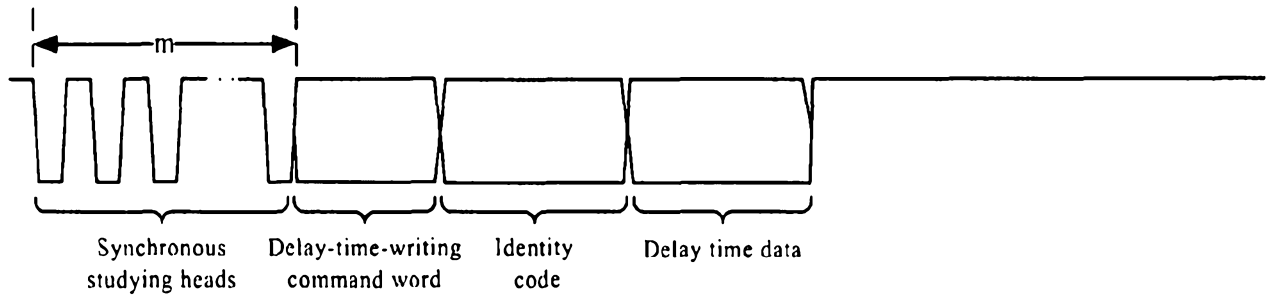 m
Synchronous
studying heads
Delay-time-writing
command word
Identity
code
Delay time data